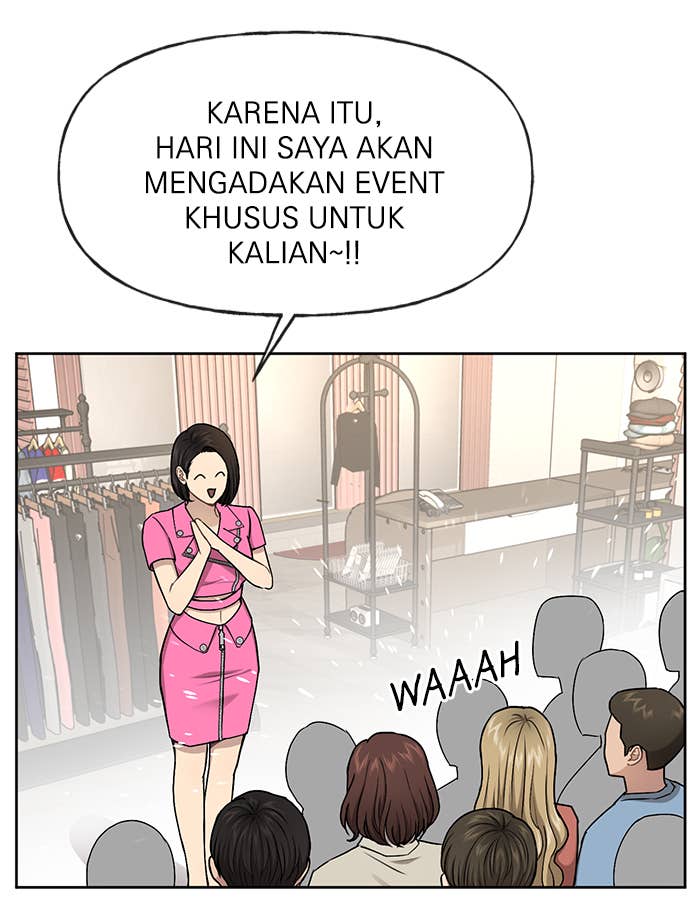 KARENA ITU,
HARI INI SAYA AKAN
MENGADAKAN EVENT
KHUSUS UNTUK
KALIAN~!!
WAAAH